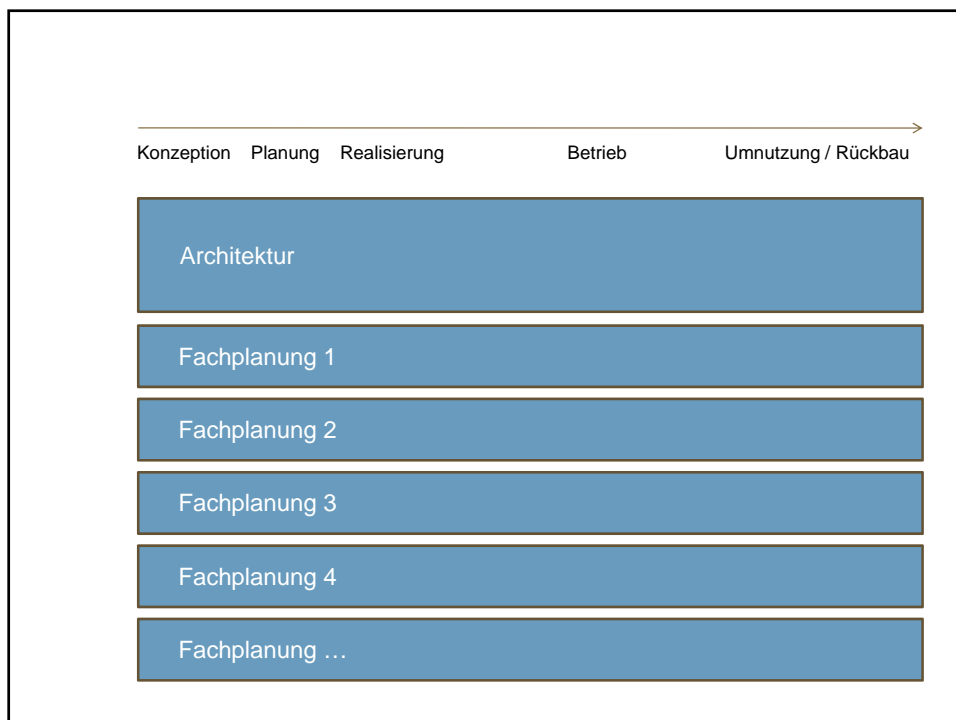 Konzeption Planung Realisierung Betrieb Umnutzung / Rückbau
Architektur
Fachplanung 1
Fachplanung 2
Fachplanung 3
Fachplanung 4
Fachplanung …